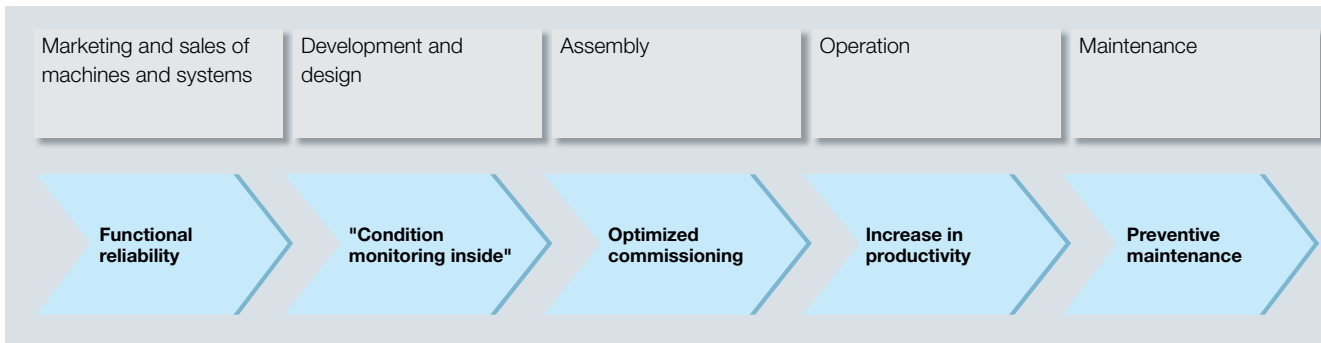 Marketing and sales of
machines and systems
Development and
design
Assembly
Operation
Maintenance
Functional
reliability
"Condition
monitoring inside"
Optimized
commissioning
Increase in
productivity
Preventive
maintenance